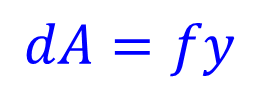 dA = fy